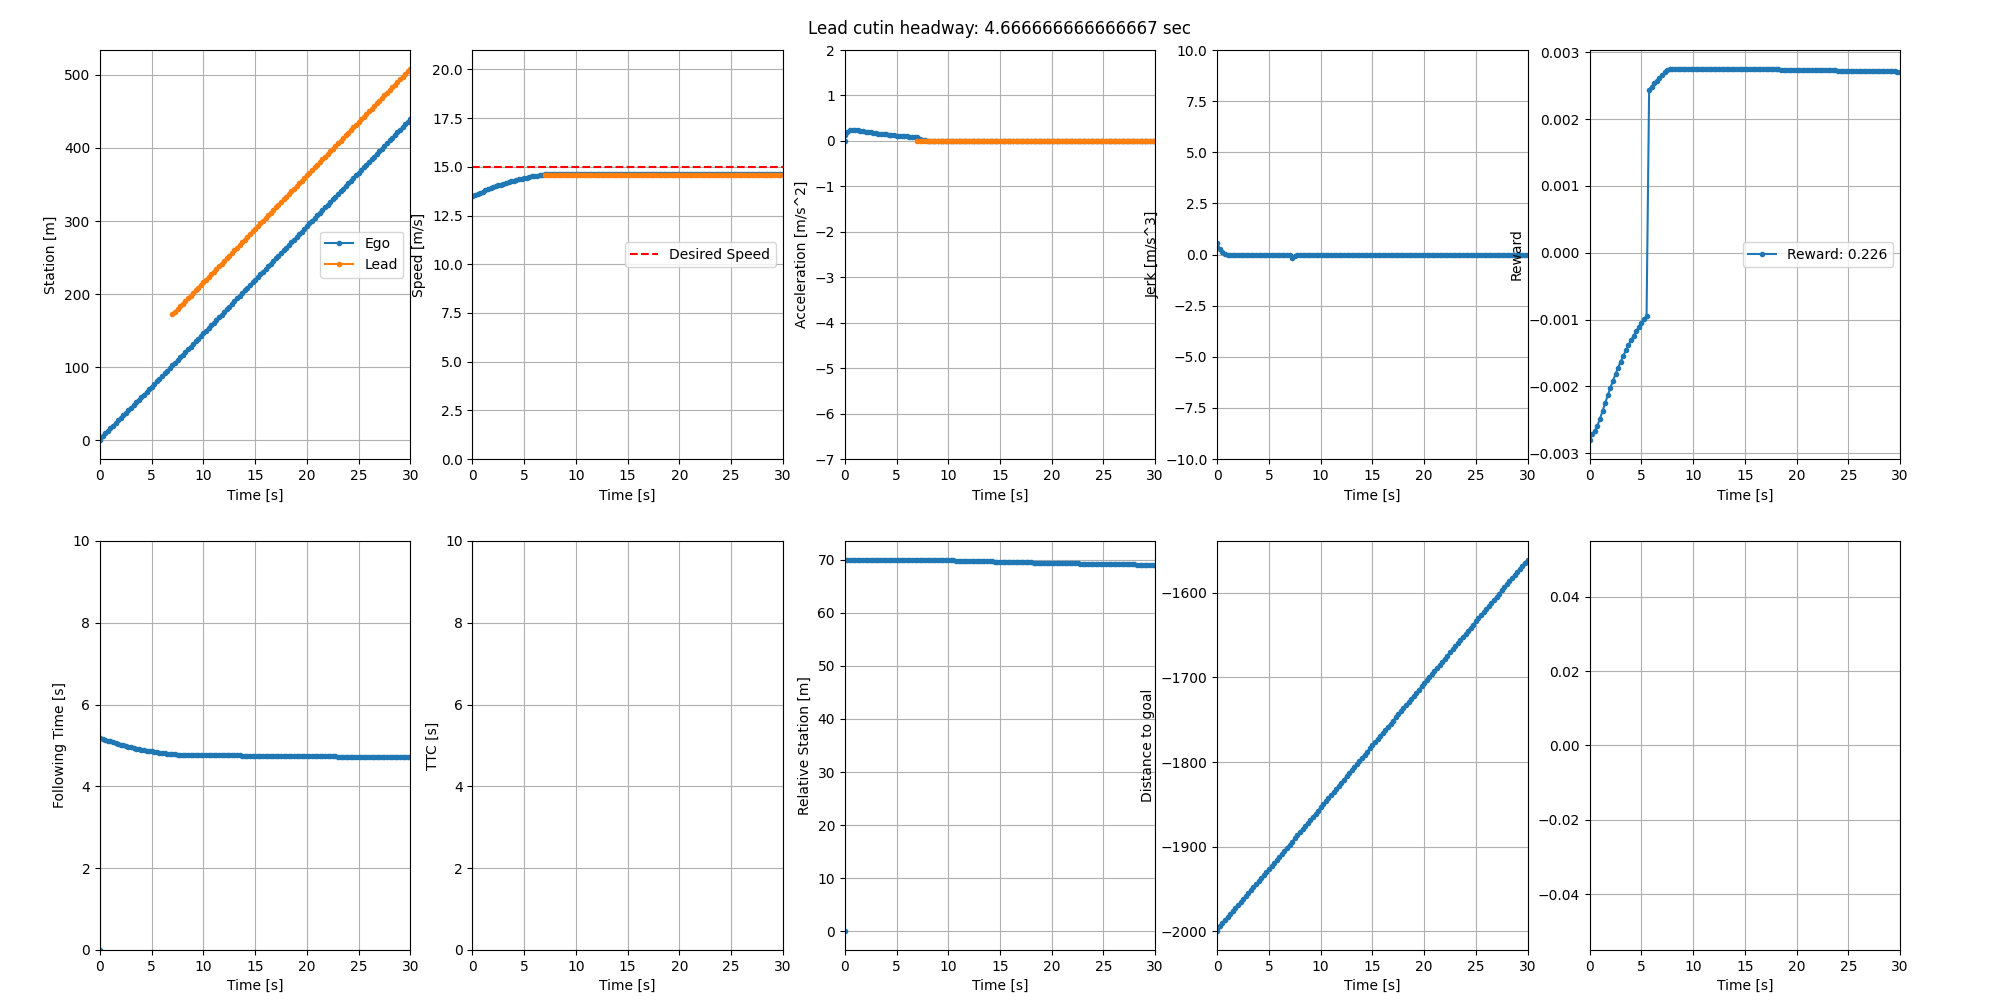 Lead cutin headway: 4.666666666666667 sec
Station [m]
500
400
300
200
100
0
Ego
Lead
0 5 10 15 20 25 30
Time [s]
Speed [m/s]
20.0
17.5
15.0
12.5
10.0
7.5
5.0
2.5
0.0
Desired Speed
0 5 10 15 20 25 30
Time [s]
Acceleration [m/s^2]
2
1
0
−1
−2
−3
−4
−5
−6
−7
0 5 10 15 20 25 30
Time [s]
Jerk [m/s^3]
10.0
7.5
5.0
2.5
0.0
−2.5
−5.0
−7.5
−10.0
0 5 10 15 20 25 30
Time [s]
Reward
0.003
0.002
0.001
0.000
−0.001
−0.002
−0.003
Reward: 0.226
0 5 10 15 20 25 30
Time [s]
Following Time [s]
10
8
6
4
2
0
0 5 10 15 20 25 30
Time [s]
TTC [s]
10
8
6
4
2
0
0 5 10 15 20 25 30
Time [s]
Relative Station [m]
70
60
50
40
30
20
10
0
0 5 10 15 20 25 30
Time [s]
Distance to goal
−1600
−1700
−1800
−1900
−2000
0 5 10 15 20 25 30
Time [s]
0.04
0.02
0.00
−0.02
−0.04
0 5 10 15 20 25 30
Time [s]